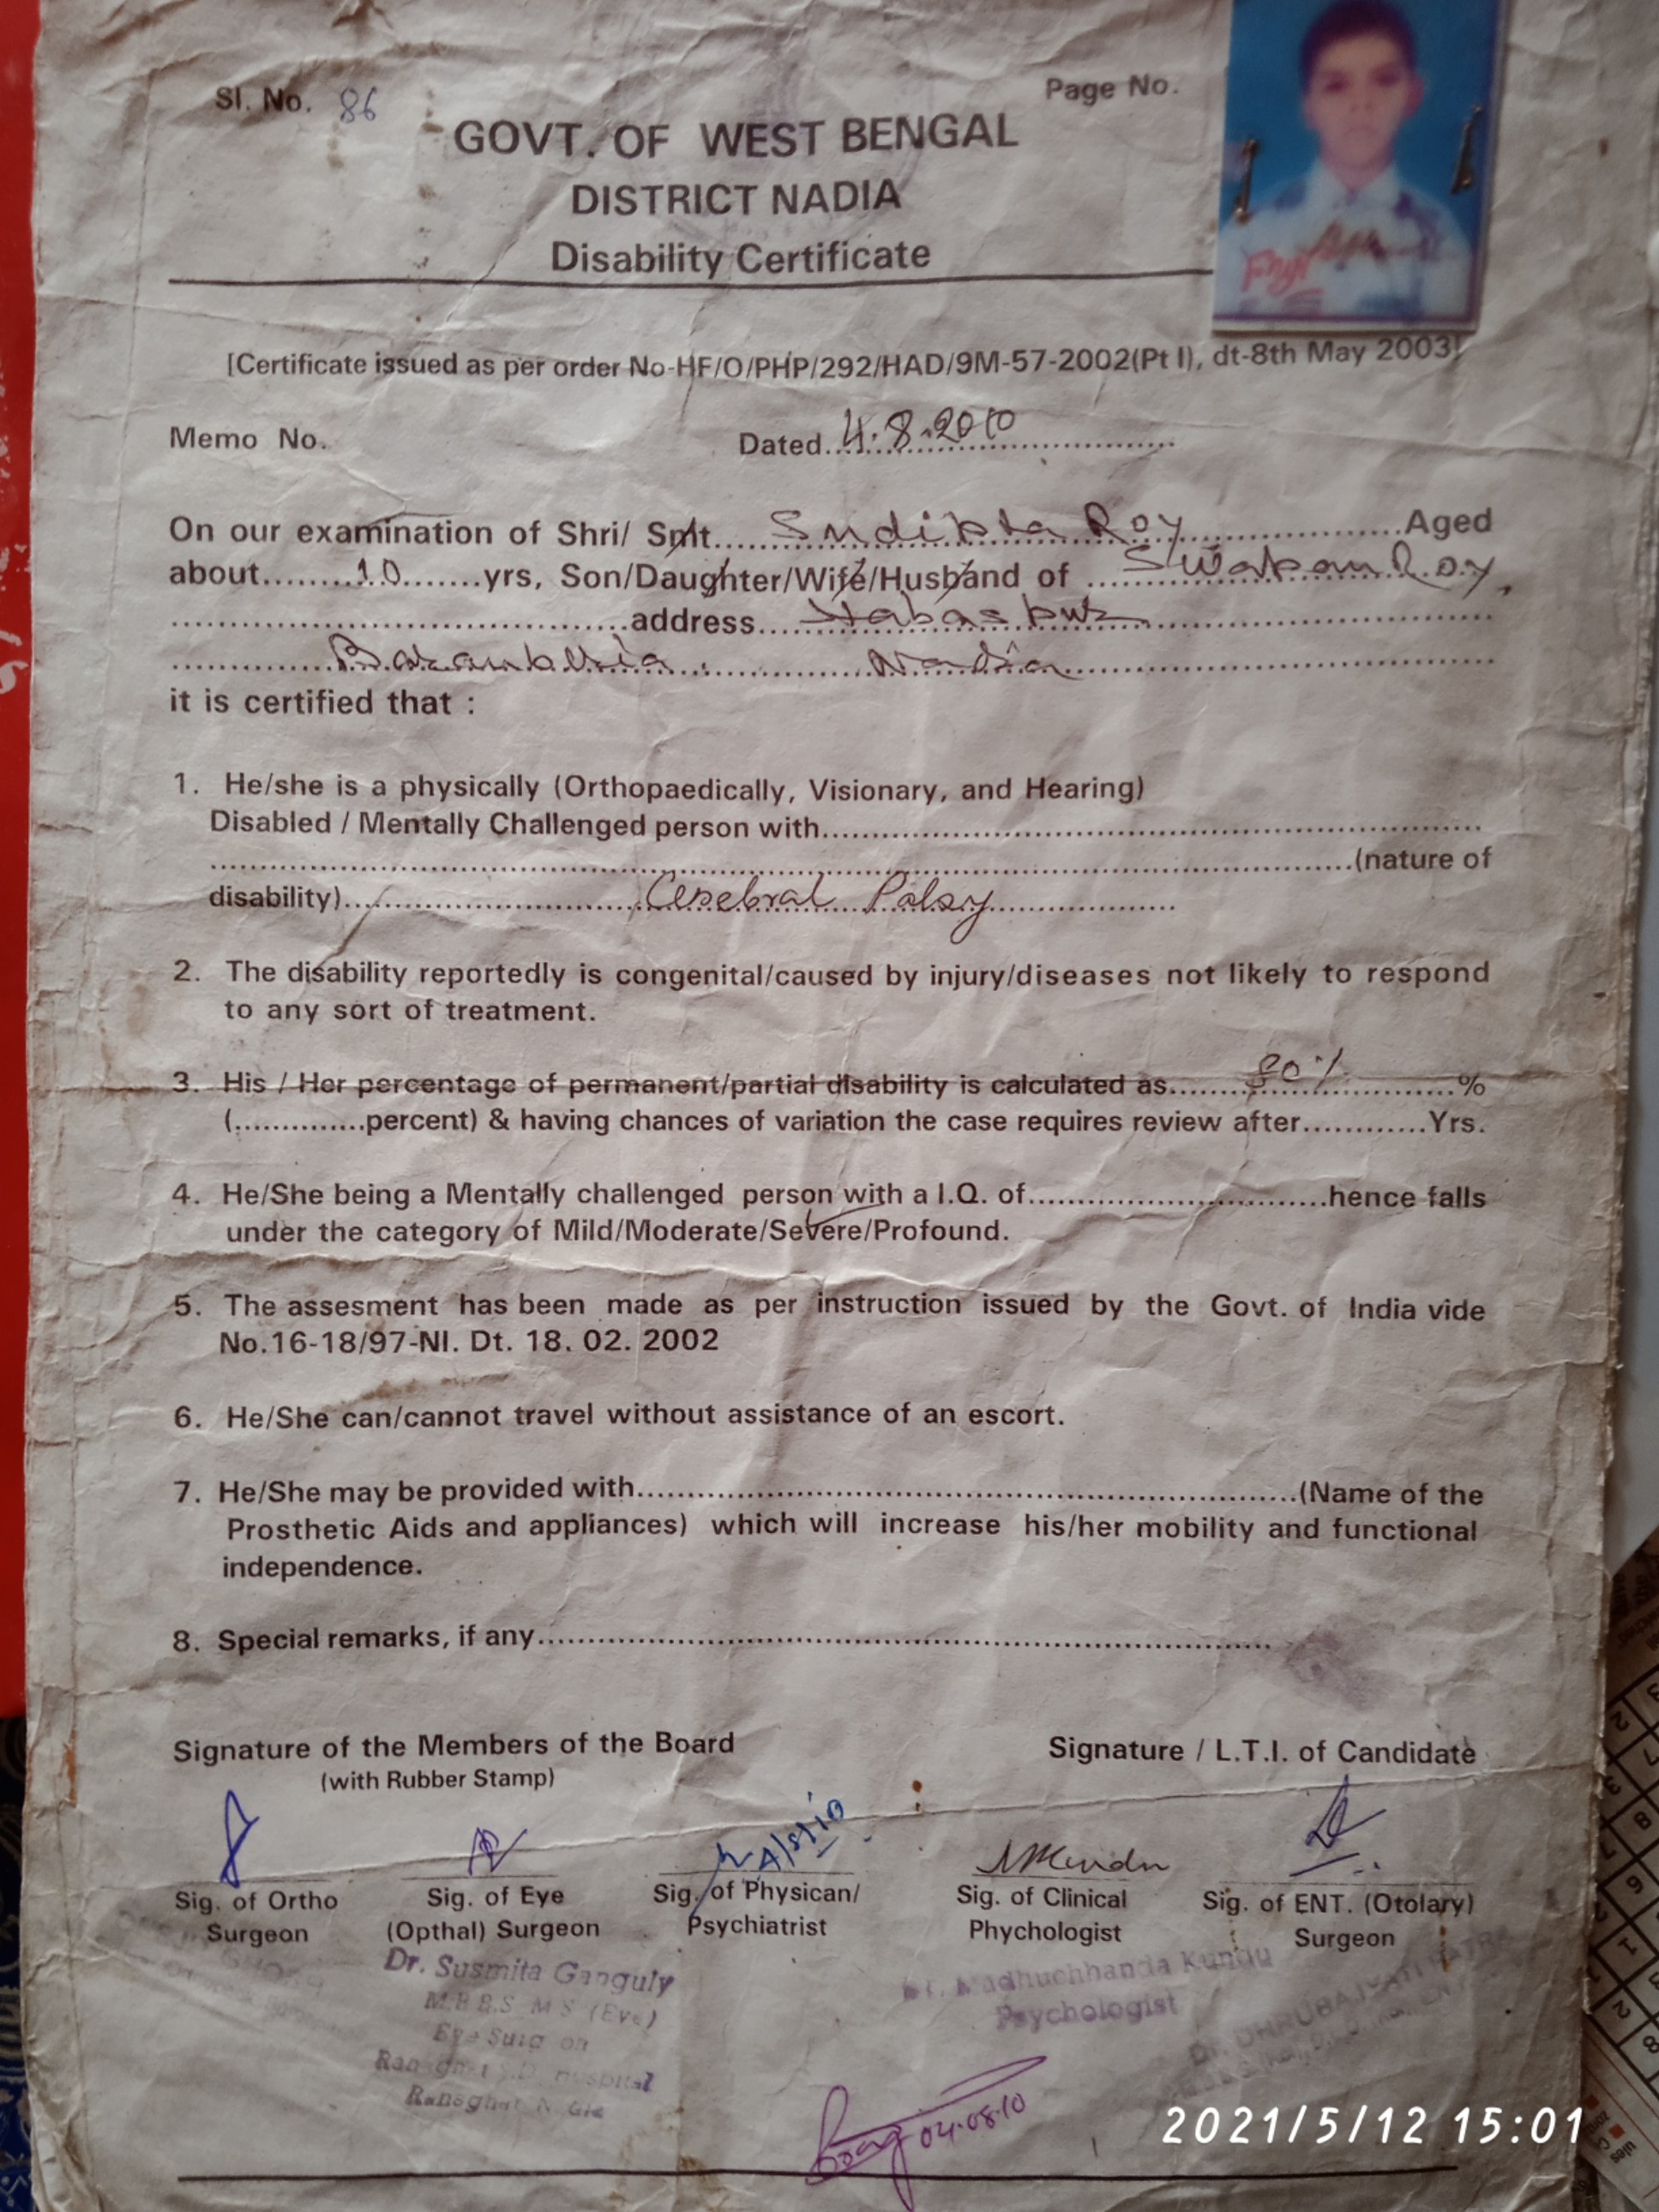 Sl. No. 86
Page No.
GOVT. OF WEST BENGAL
DISTRICT NADIA
Disability Certificate
[Certificate issued as per order No-HF/O/PHP/292/HAD/9M-57-2002(Pt I), dt-8th May 2003]
Memo No. Dated 4.8.2010
On our examination of Shri/ Smt. Sudipta Roy Aged
about 10 yrs, Son/Daughter/Wife/Husband of Swapan Roy,
address
Nadia
it is certified that :
1. He/she is a physically (Orthopaedically, Visionary, and Hearing)
Disabled / Mentally Challenged person with
(nature of
disability) Cerebral Palsy
2. The disability reportedly is congenital/caused by injury/diseases not likely to respond
to any sort of treatment.
3. His / Her percentage of permanent/partial disability is calculated as %
(..............percent) & having chances of variation the case requires review after............Yrs.
4. He/She being a Mentally challenged person with a I.Q. of hence falls
under the category of Mild/Moderate/Severe/Profound.
5. The assesment has been made as per instruction issued by the Govt. of India vide
No.16-18/97-NI. Dt. 18. 02. 2002
6. He/She can/cannot travel without assistance of an escort.
7. He/She may be provided with (Name of the
Prosthetic Aids and appliances) which will increase his/her mobility and functional
independence.
8. Special remarks, if any
Signature of the Members of the Board
(with Rubber Stamp)
Signature / L.T.I. of Candidate
Sig. of Ortho
Surgeon
Sig. of Eye
(Opthal) Surgeon
Sig. of Physican/
Psychiatrist
Sig. of Clinical
Phychologist
Sig. of ENT. (Otolary)
Surgeon
Dr. Susmita Ganguly
M.B.B.S. M S (Eye)
Madhuchhanda Kundu
Psychologist
04.08.10
2021/5/12 15:01